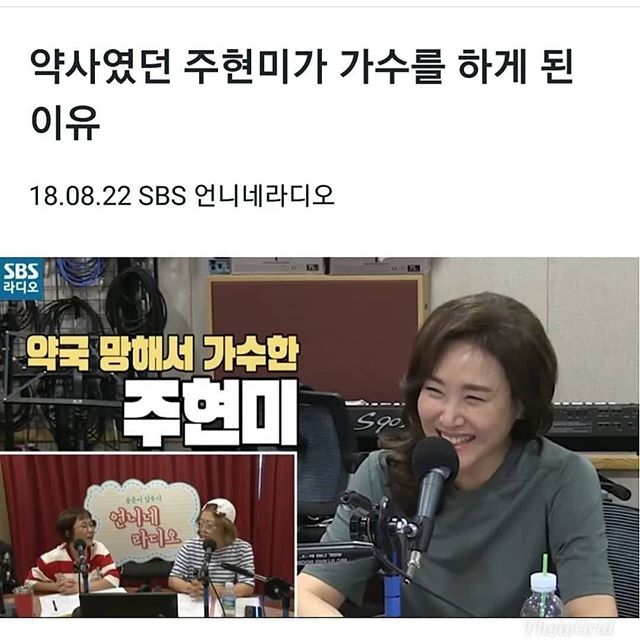 약사였던 주현미가 가수를 하게 된
이유
18.08.22 SBS 언니네라디오
SBS
라디오
약국 망해서 가수한
주현미
언니네
라디오
PhotoGrid